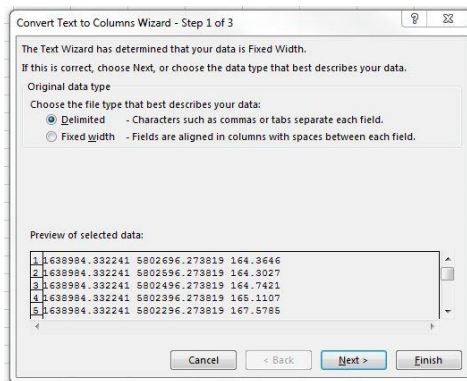 Convert Text to Columns Wizard - Step 1 of 3
The Text Wizard has determined that your data is Fixed Width.
If this is correct, choose Next, or choose the data type that best describes your data.
Original data type
Choose the file type that best describes your data:
Delimited - Characters such as commas or tabs separate each field.
Fixed width - Fields are aligned in columns with spaces between each field.
Preview of selected data:
1 1638984.332241 5802696.273819 164.3646
2 1638984.332241 5802596.273819 164.3027
3 1638984.332241 5802496.273819 164.7421
4 1638984.332241 5802396.273819 165.1107
5 1638984.332241 5802296.273819 167.5785
Cancel < Back Next > Finish